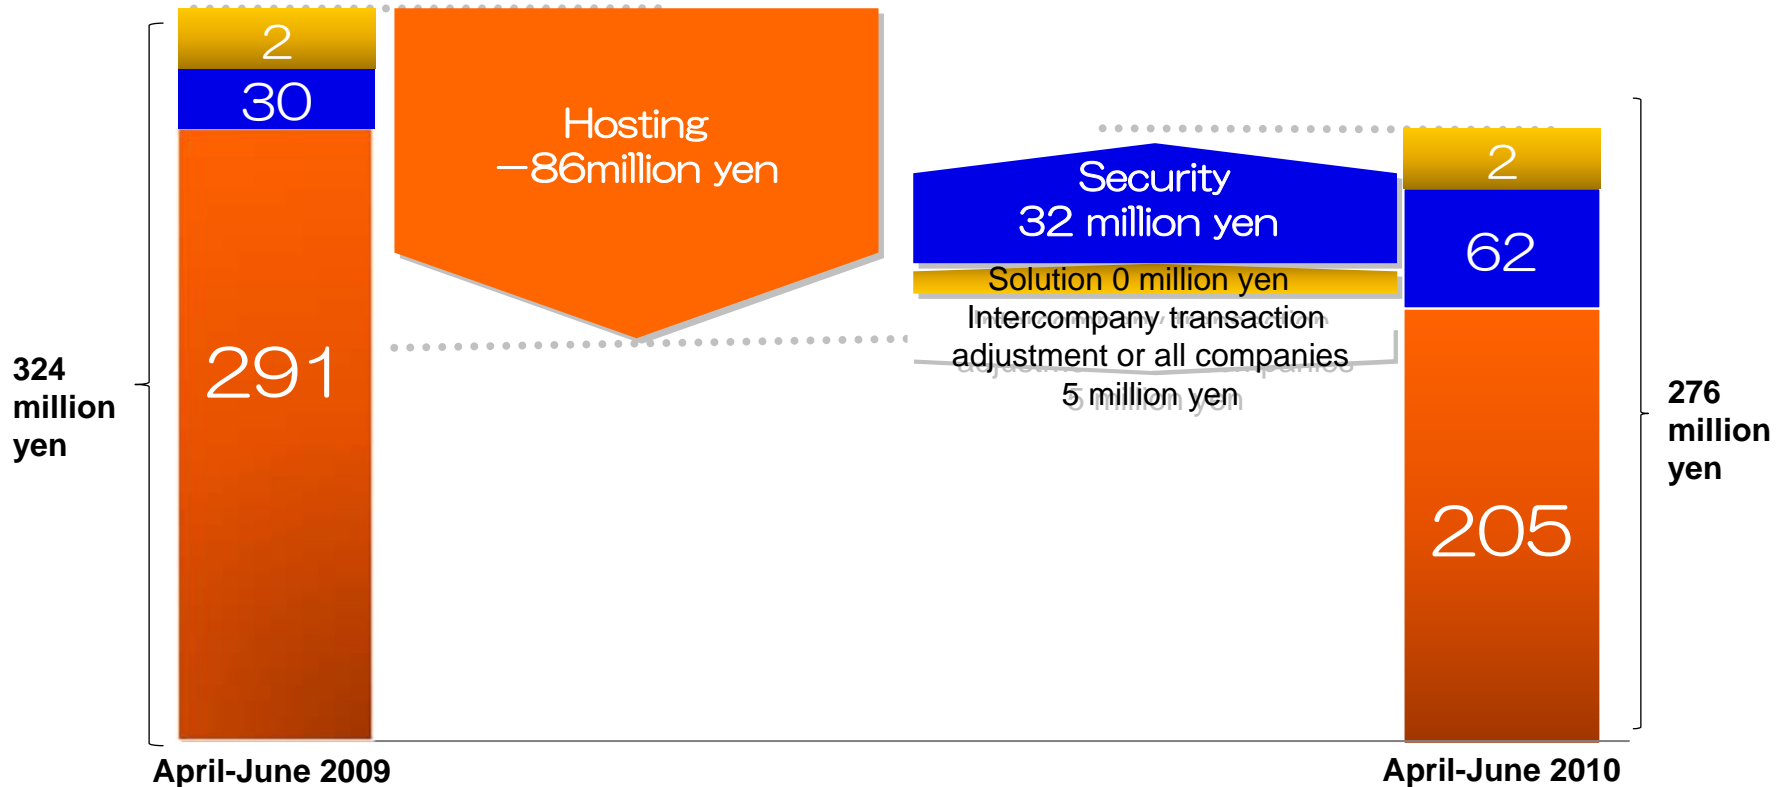 2
30
291
324
million
yen
Hosting
－86million yen
Security
32 million yen
Solution 0 million yen
Intercompany transaction
adjustment or all companies
5 million yen
2
62
205
276
million
yen
April-June 2009
April-June 2010